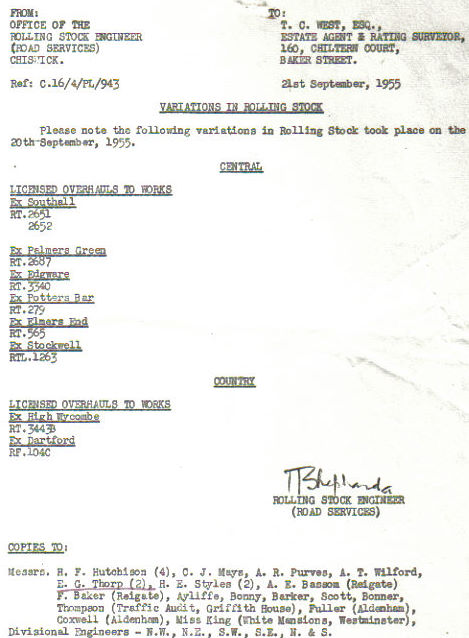 FROM:
OFFICE OF THE
ROLLING STOCK ENGINEER
(ROAD SERVICES)
CHISWICK.
TO:
T. C. WEST, ESQ.,
ESTATE AGENT & RATING SURVEYOR,
160, CHILTERN COURT,
BAKER STREET.
Ref: C.16/4/PL/943
21st September, 1955
VARIATIONS IN ROLLING STOCK
Please note the following variations in Rolling Stock took place on the
20th September, 1955.
CENTRAL
LICENSED OVERHAULS TO WORKS
Ex Southall
RT.2651
2652
Ex Palmers Green
RT.2687
Ex Edgware
RT.3340
Ex Potters Bar
RT.279
Ex Elmers End
RT.565
Ex Stockwell
RTL.1263
COUNTRY
LICENSED OVERHAULS TO WORKS
Ex High Wycombe
RT.3443B
Ex Dartford
RF.104C
TBShepharda
ROLLING STOCK ENGINEER
(ROAD SERVICES)
COPIES TO:
Messrs. H. F. Hutchison (4), C. J. Mays, A. R. Purves, A. T. Wilford,
E. G. Thorp (2), H. E. Styles (2), A. E. Bassom (Reigate)
F. Baker (Reigate), Ayliffe, Bonny, Barker, Scott, Bonner,
Thompson (Traffic Audit, Griffith House), Fuller (Aldenham),
Coxwell (Aldenham), Miss King (White Mansions, Westminster),
Divisional Engineers - N.W., N.E., S.W., S.E., N. & S.